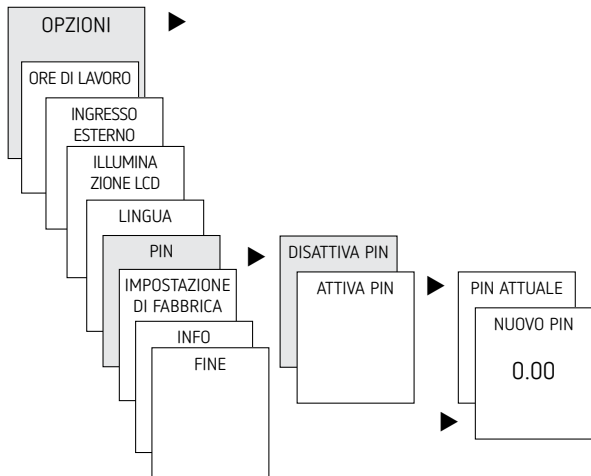 OPZIONI
ORE DI LAVORO
INGRESSO
ESTERNO
ILLUMINA
ZIONE LCD
LINGUA
PIN
IMPOSTAZIONE
DI FABBRICA
INFO
FINE
DISATTIVA PIN
ATTIVA PIN
PIN ATTUALE
NUOVO PIN
0.00